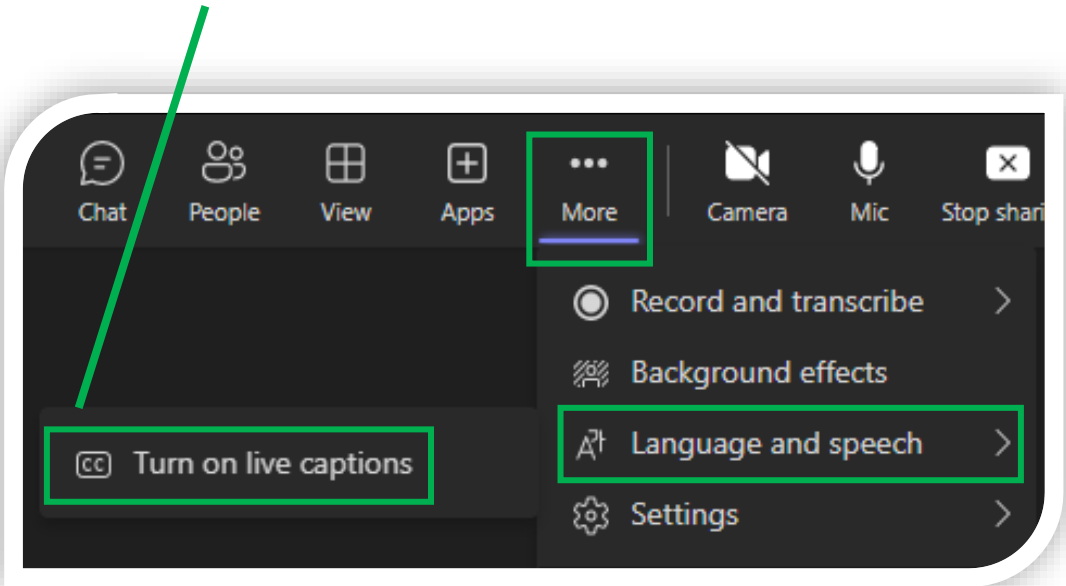 Chat People View Apps More Camera Mic Stop shari
Record and transcribe
Background effects
Language and speech
CC Turn on live captions
Settings